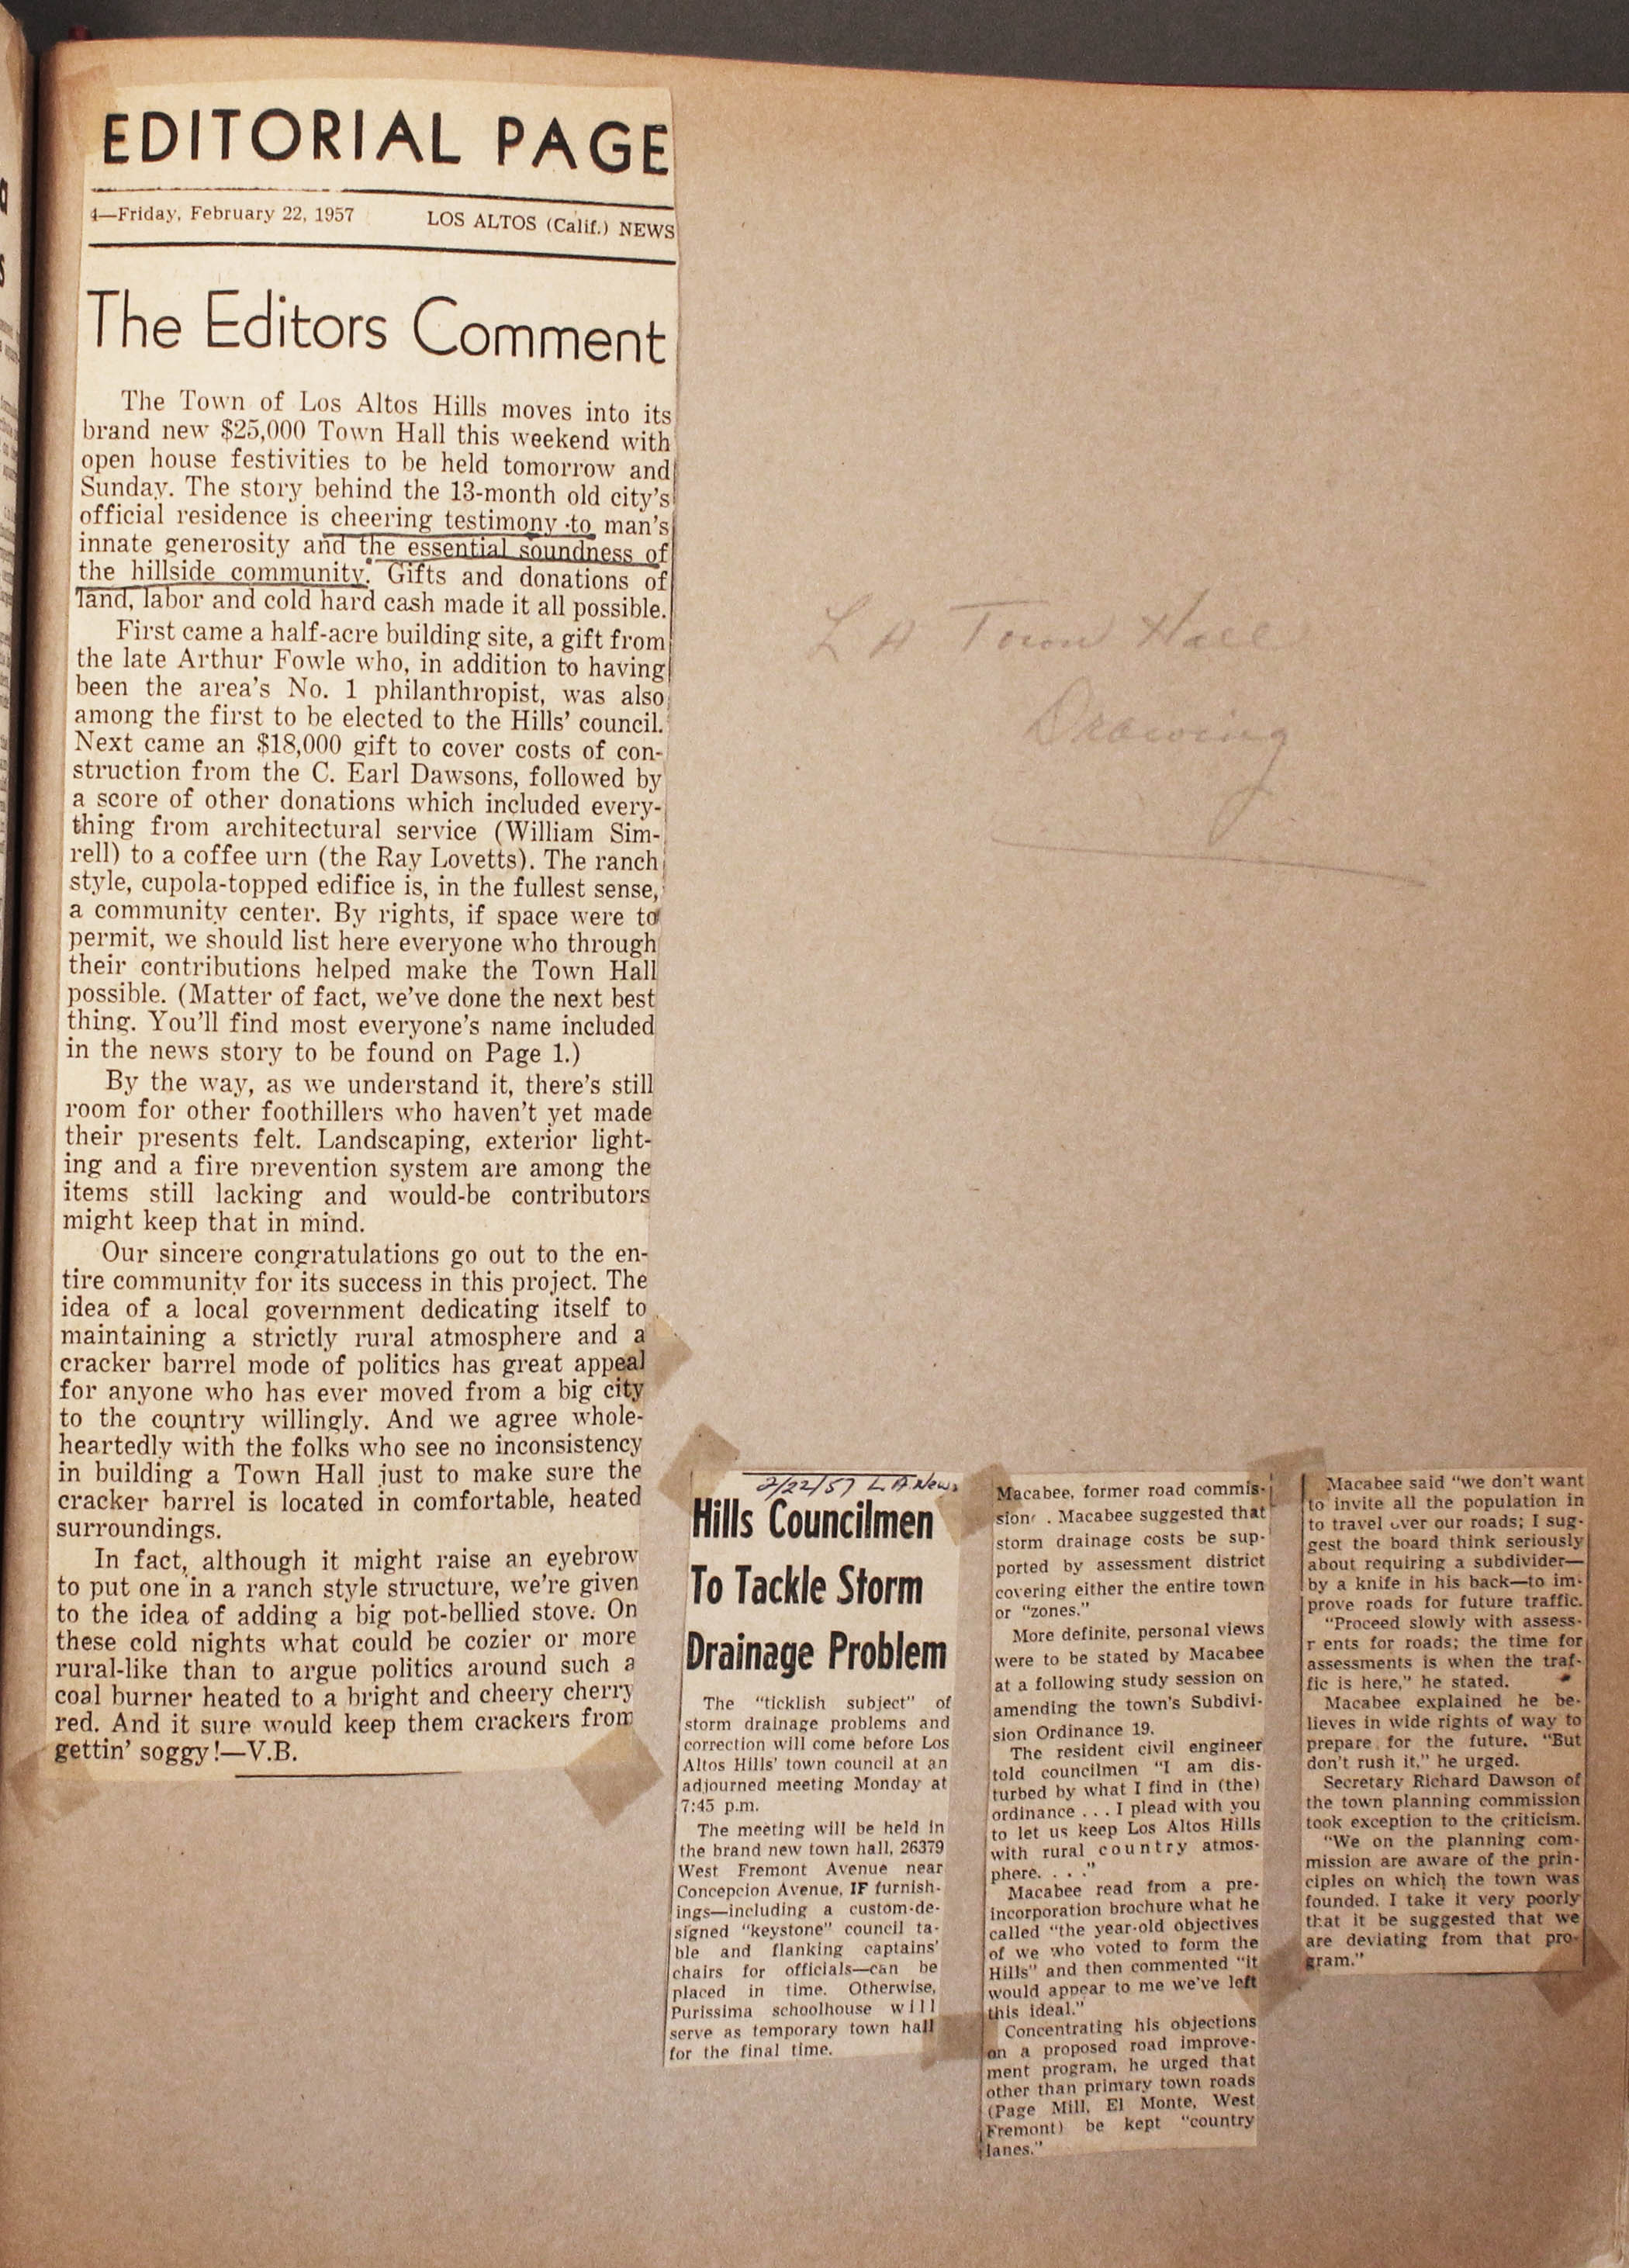 EDITORIAL PAGE
4—Friday, February 22, 1957 LOS ALTOS (Calif.) NEWS
The Editors Comment
The Town of Los Altos Hills moves into its
brand new $25,000 Town Hall this weekend with
open house festivities to be held tomorrow and
Sunday. The story behind the 13-month old city's
official residence is cheering testimony to man's
innate generosity and the essential soundness of
the hillside community. Gifts and donations of
land, labor and cold hard cash made it all possible.
First came a half-acre building site, a gift from
the late Arthur Fowle who, in addition to having
been the area's No. 1 philanthropist, was also
among the first to be elected to the Hills' council.
Next came an $18,000 gift to cover costs of con-
struction from the C. Earl Dawsons, followed by
a score of other donations which included every-
thing from architectural service (William Sim-
rell) to a coffee urn (the Ray Lovetts). The ranch
style, cupola-topped edifice is, in the fullest sense,
a community center. By rights, if space were to
permit, we should list here everyone who through
their contributions helped make the Town Hall
possible. (Matter of fact, we've done the next best
thing. You'll find most everyone's name included
in the news story to be found on Page 1.)
By the way, as we understand it, there's still
room for other foothillers who haven't yet made
their presents felt. Landscaping, exterior light-
ing and a fire prevention system are among the
items still lacking and would-be contributors
might keep that in mind.
Our sincere congratulations go out to the en-
tire community for its success in this project. The
idea of a local government dedicating itself to
maintaining a strictly rural atmosphere and a
cracker barrel mode of politics has great appeal
for anyone who has ever moved from a big city
to the country willingly. And we agree whole-
heartedly with the folks who see no inconsistency
in building a Town Hall just to make sure the
cracker barrel is located in comfortable, heated
surroundings.
In fact, although it might raise an eyebrow
to put one in a ranch style structure, we're given
to the idea of adding a big pot-bellied stove. On
these cold nights what could be cozier or more
rural-like than to argue politics around such a
coal burner heated to a bright and cheery cherry
red. And it sure would keep them crackers from
gettin' soggy!—V.B.
L A Town Hall
Drawing
2/22/57 L A News
Hills Councilmen
To Tackle Storm
Drainage Problem
The "ticklish subject" of
storm drainage problems and
correction will come before Los
Altos Hills' town council at an
adjourned meeting Monday at
7:45 p.m.
The meeting will be held in
the brand new town hall, 26379
West Fremont Avenue near
Concepcion Avenue, IF furnish-
ings—including a custom-de-
signed "keystone" council ta-
ble and flanking captains'
chairs for officials—can be
placed in time. Otherwise,
Purissima schoolhouse will
serve as temporary town hall
for the final time.
Macabee, former road commis-
sion . Macabee suggested that
storm drainage costs be sup-
ported by assessment district
covering either the entire town
or "zones."
More definite, personal views
were to be stated by Macabee
at a following study session on
amending the town's Subdivi-
sion Ordinance 19.
The resident civil engineer
told councilmen "I am dis-
turbed by what I find in (the)
ordinance . . . I plead with you
to let us keep Los Altos Hills
with rural country atmos-
phere. . . ."
Macabee read from a pre-
incorporation brochure what he
called "the year-old objectives
of we who voted to form the
Hills" and then commented "it
would appear to me we've left
this ideal."
Concentrating his objections
on a proposed road improve-
ment program, he urged that
other than primary town roads
(Page Mill, El Monte, West
Fremont) be kept "country
lanes."
Macabee said "we don't want
to invite all the population in
to travel over our roads; I sug-
gest the board think seriously
about requiring a subdivider—
by a knife in his back—to im-
prove roads for future traffic.
"Proceed slowly with assess-
r ents for roads; the time for
assessments is when the traf-
fic is here," he stated.
Macabee explained he be-
lieves in wide rights of way to
prepare for the future. "But
don't rush it," he urged.
Secretary Richard Dawson of
the town planning commission
took exception to the criticism.
"We on the planning com-
mission are aware of the prin-
ciples on which the town was
founded. I take it very poorly
that it be suggested that we
are deviating from that pro-
gram."